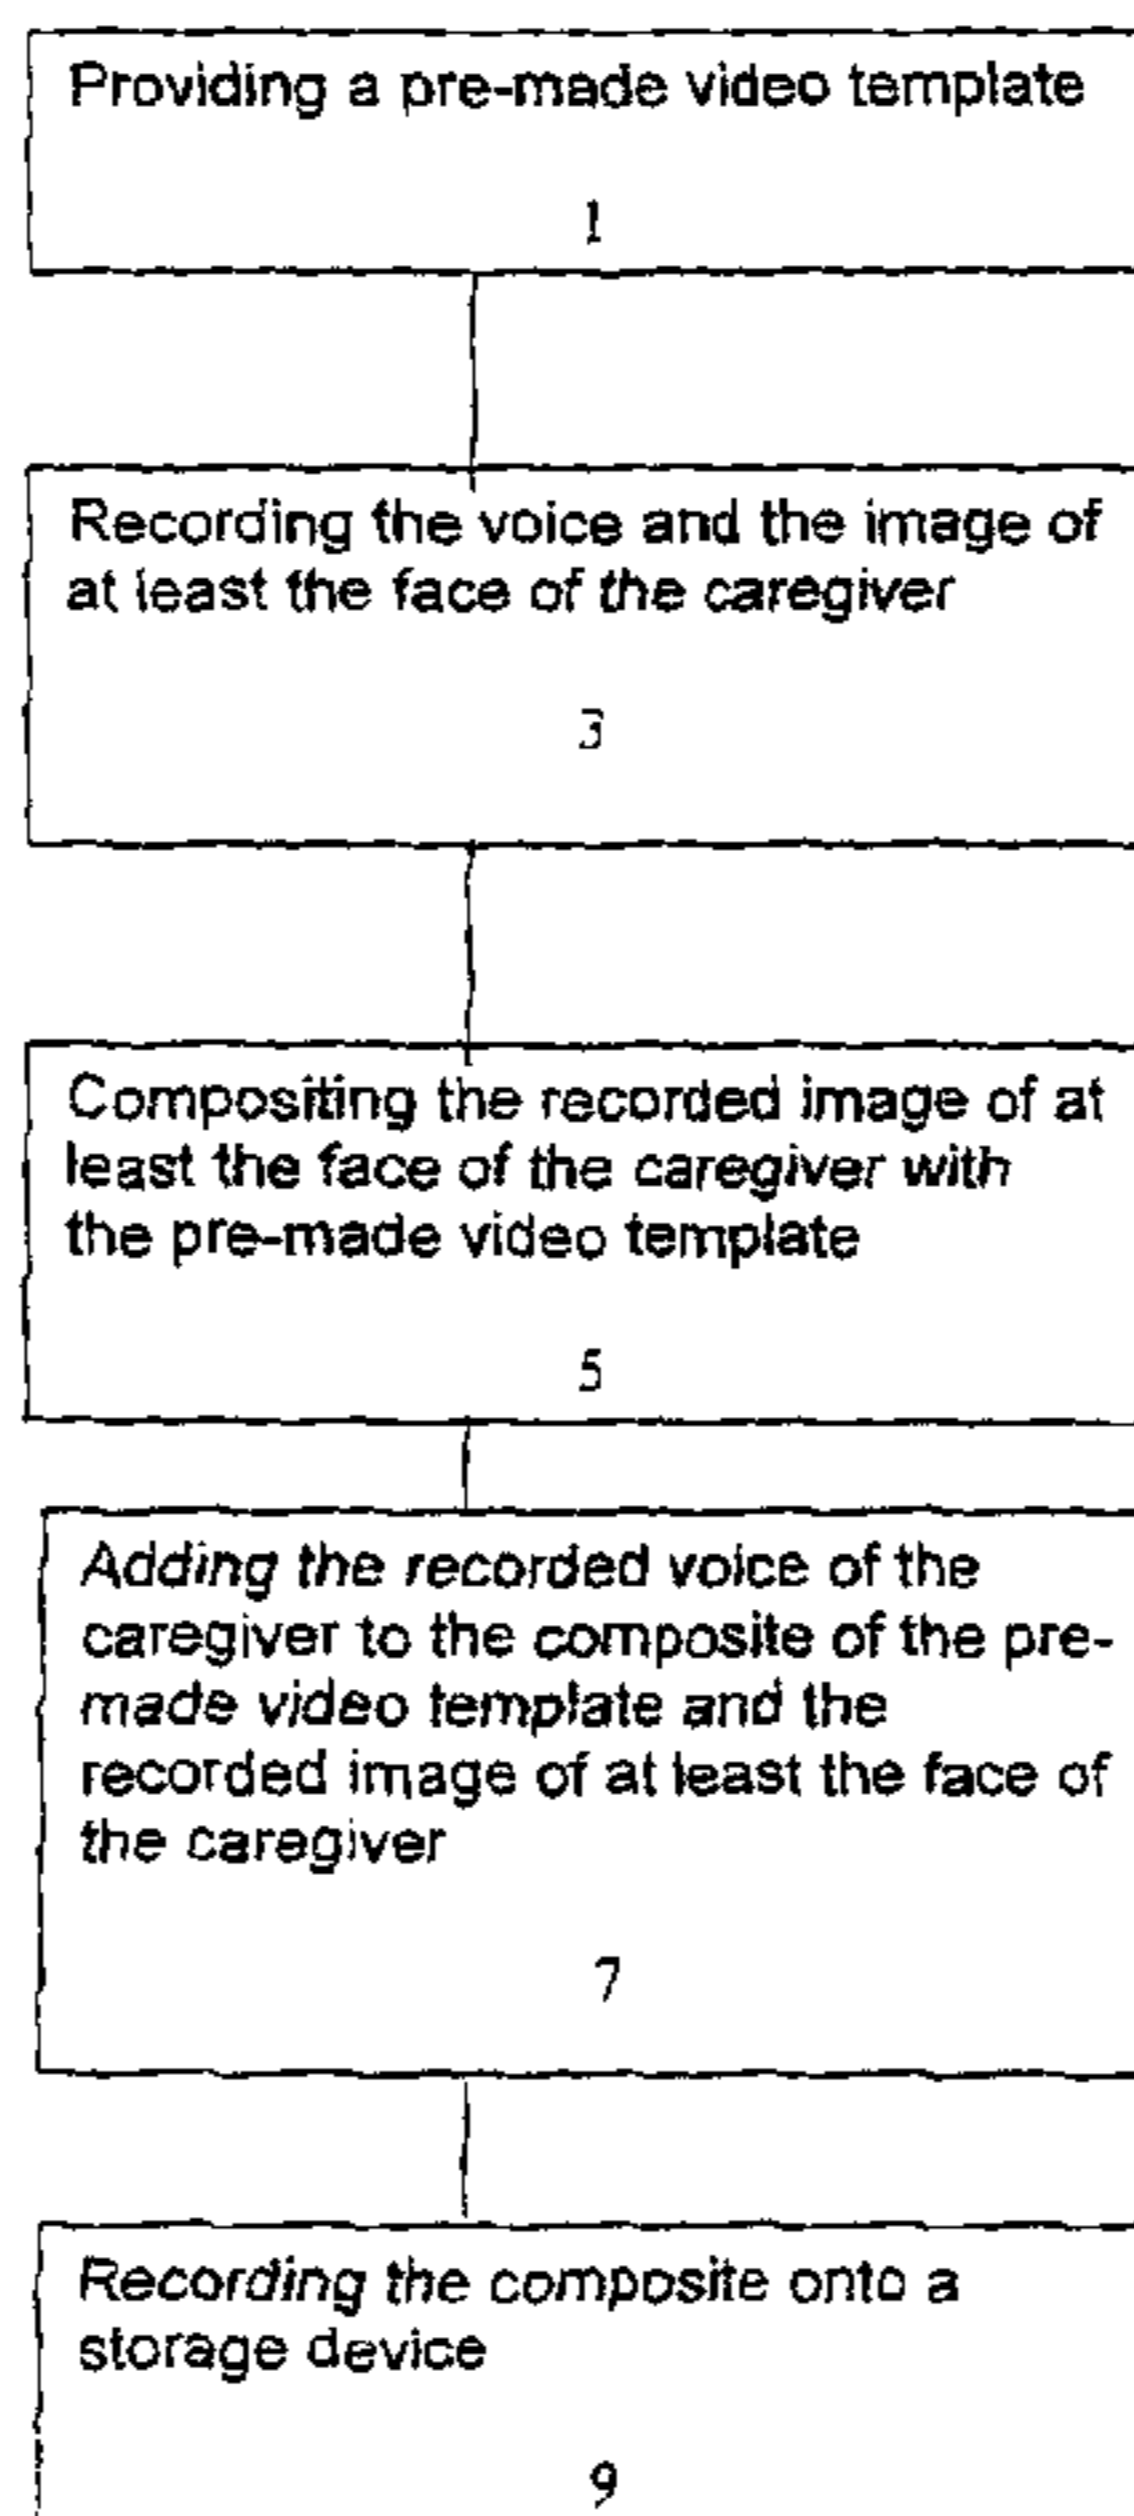 Providing a pre-made video template
1
Recording the voice and the image of
at least the face of the caregiver
3
Compositing the recorded image of at
least the face of the caregiver with
the pre-made video template
5
Adding the recorded voice of the
caregiver to the composite of the pre-
made video template and the
recorded image of at least the face of
the caregiver
7
Recording the composite onto a
storage device
9